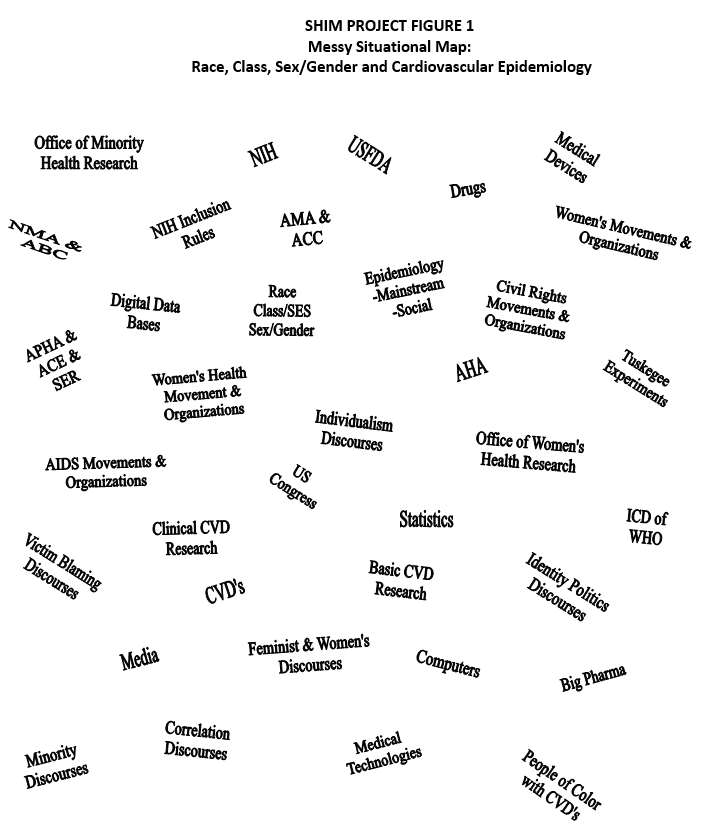 SHIM PROJECT FIGURE 1
Messy Situational Map:
Race, Class, Sex/Gender and Cardiovascular Epidemiology
Office of Minority
Health Research
NIH
USFDA
Medical
Devices
Drugs
NMA &
ABC
NIH Inclusion
Rules
AMA &
ACC
Women's Movements &
Organizations
Digital Data
Bases
Race
Class/SES
Sex/Gender
Epidemiology
-Mainstream
-Social
Civil Rights
Movements &
Organizations
APHA &
ACE &
SER
Women's Health
Movement &
Organizations
AHA
Tuskegee
Experiments
Individualism
Discourses
Office of Women's
Health Research
AIDS Movements &
Organizations
US
Congress
Statistics
ICD of
WHO
Victim Blaming
Discourses
Clinical CVD
Research
CVD's
Basic CVD
Research
Identity Politics
Discourses
Media
Feminist & Women's
Discourses
Computers
Big Pharma
Minority
Discourses
Correlation
Discourses
Medical
Technologies
People of Color
with CVD's